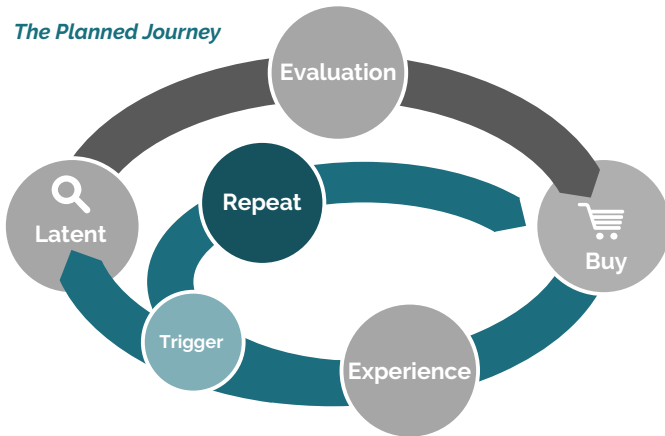 The Planned Journey
Evaluation
Repeat
Latent
Buy
Trigger
Experience